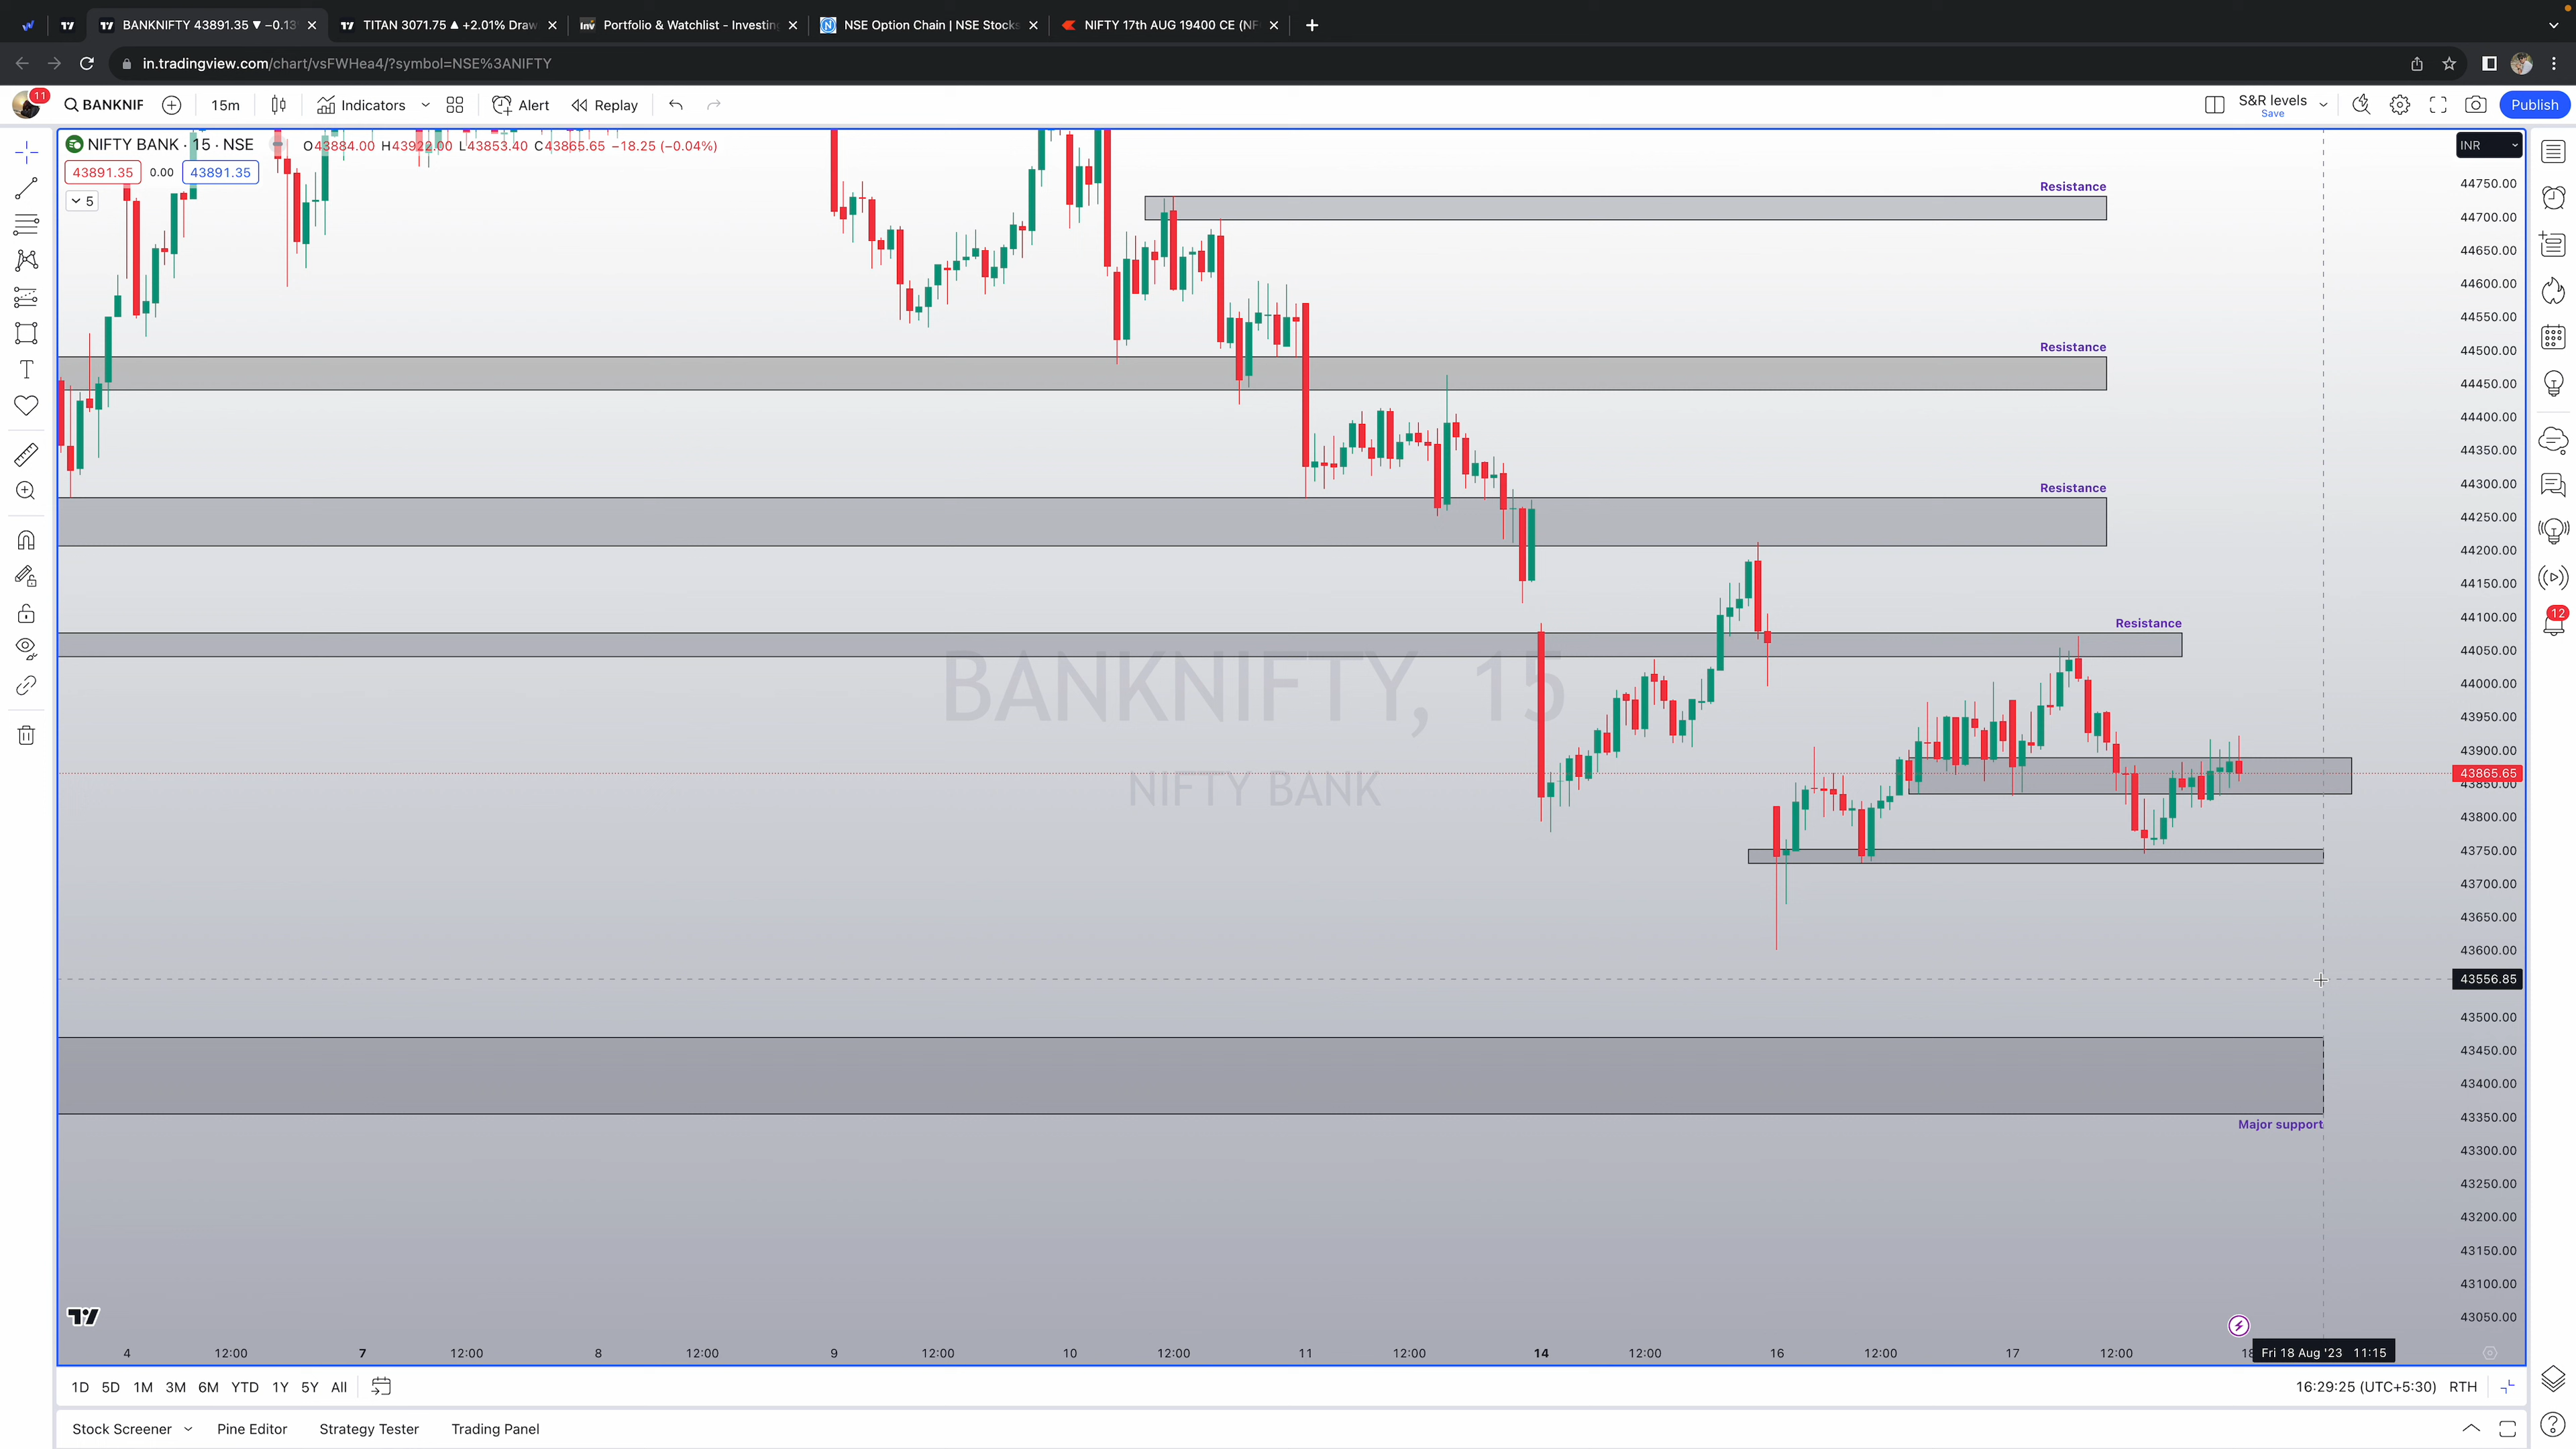 BANKNIFTY 43891.35 ▼ −0.13
TITAN 3071.75 ▲ +2.01% Draw
Portfolio & Watchlist - Investing
NSE Option Chain | NSE Stocks
NIFTY 17th AUG 19400 CE (NF
in.tradingview.com/chart/vsFWHea4/?symbol=NSE%3ANIFTY
11
BANKNIF
15m
Indicators
Alert
Replay
S&R levels
Save
Publish
NIFTY BANK · 15 · NSE
O43884.00 H43922.00 L43853.40 C43865.65 −18.25 (−0.04%)
INR
43891.35 0.00 43891.35
5
Resistance
Resistance
Resistance
Resistance
Major support
BANKNIFTY, 15
NIFTY BANK
44750.00
44700.00
44650.00
44600.00
44550.00
44500.00
44450.00
44400.00
44350.00
44300.00
44250.00
44200.00
44150.00
44100.00
44050.00
44000.00
43950.00
43900.00
43865.65
43850.00
43800.00
43750.00
43700.00
43650.00
43600.00
43556.85
43500.00
43450.00
43400.00
43350.00
43300.00
43250.00
43200.00
43150.00
43100.00
43050.00
12
4 12:00 7 12:00 8 12:00 9 12:00 10 12:00 11 12:00 14 12:00 16 12:00 17 12:00 18 Fri 18 Aug '23 11:15
1D 5D 1M 3M 6M YTD 1Y 5Y All
16:29:25 (UTC+5:30) RTH
Stock Screener Pine Editor Strategy Tester Trading Panel